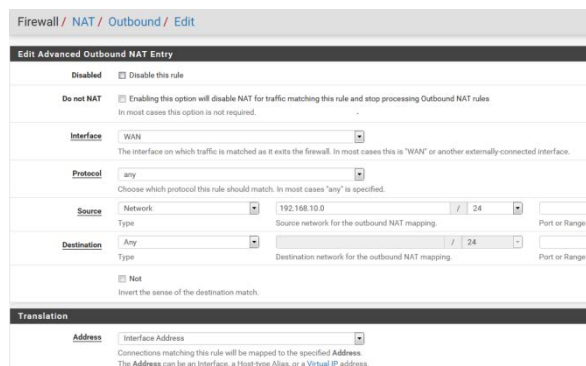 Firewall / NAT / Outbound / Edit
Edit Advanced Outbound NAT Entry
Disabled Disable this rule
Do not NAT Enabling this option will disable NAT for traffic matching this rule and stop processing Outbound NAT rules
In most cases this option is not required.
Interface WAN
The interface on which traffic is matched as it exits the firewall. In most cases this is "WAN" or another externally-connected interface.
Protocol any
Choose which protocol this rule should match. In most cases "any" is specified.
Source Network 192.168.10.0 / 24
Type Source network for the outbound NAT mapping. Port or Range
Destination Any / 24
Type Destination network for the outbound NAT mapping. Port or Range
Not
Invert the sense of the destination match.
Translation
Address Interface Address
Connections matching this rule will be mapped to the specified Address.
The Address can be an Interface, a Host-type Alias, or a Virtual IP address.